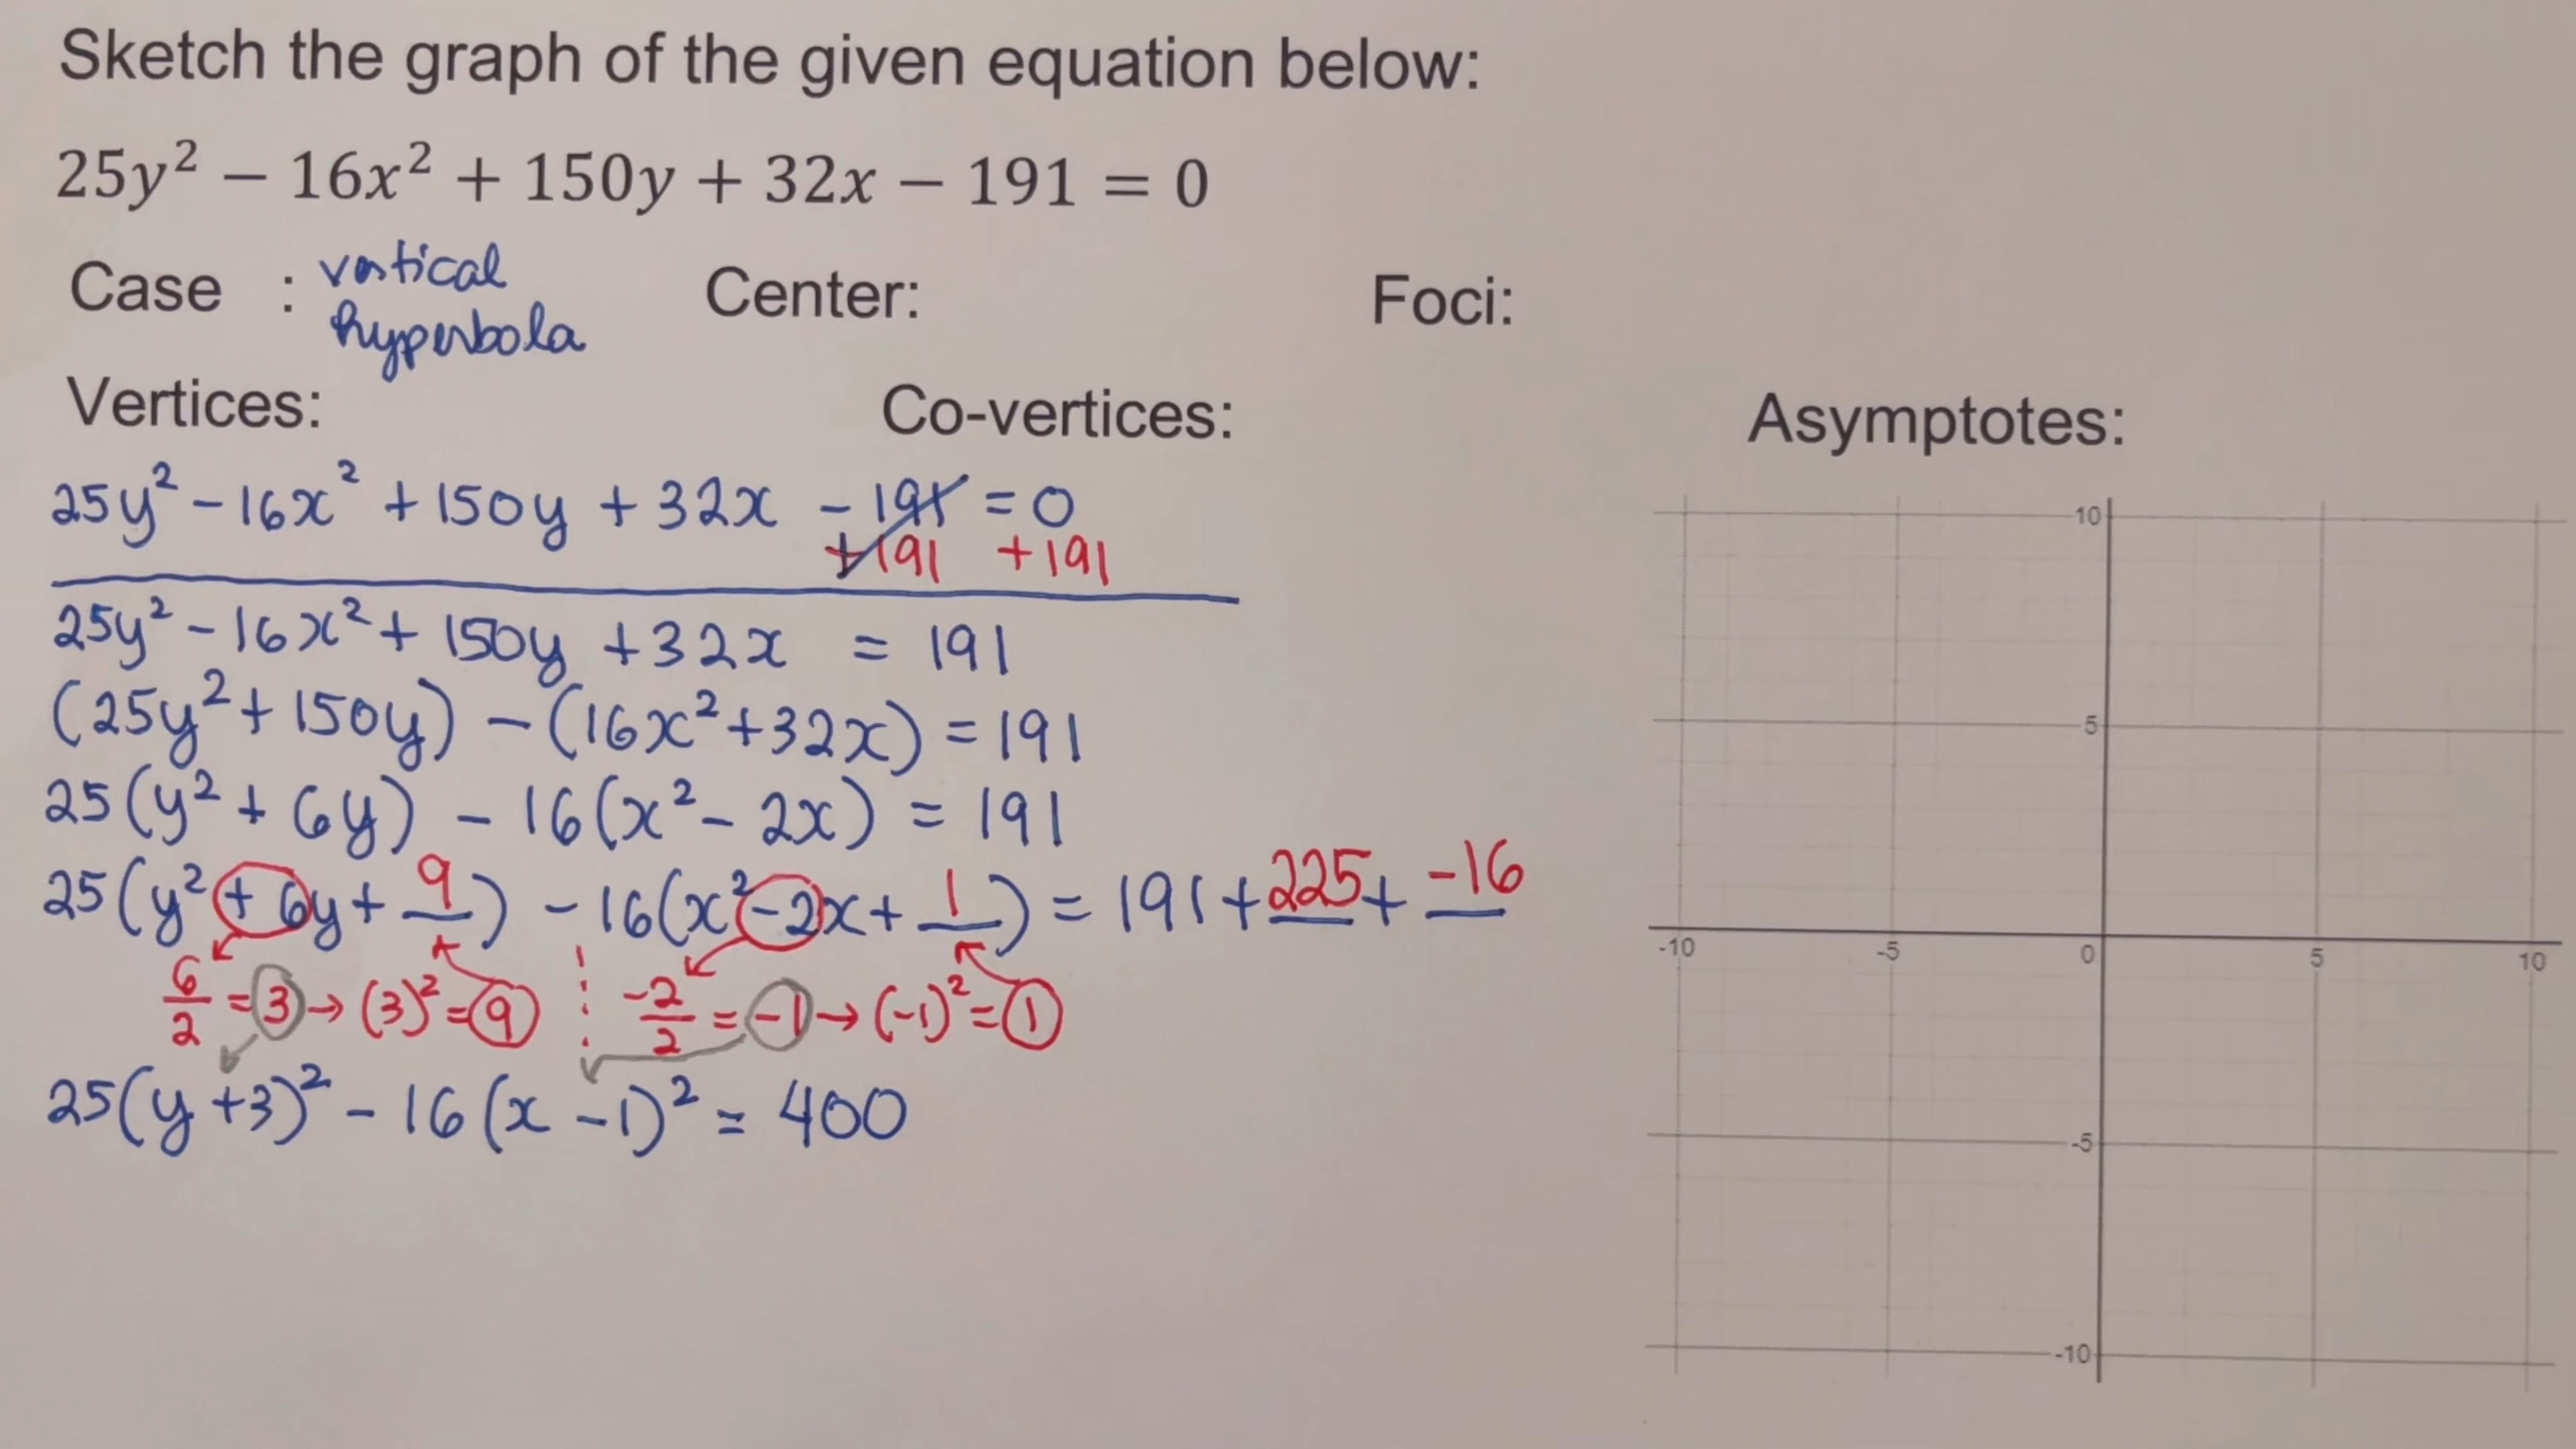 Sketch the graph of the given equation below:
25y² − 16x² + 150y + 32x − 191 = 0
Case : vertical hyperbola Center: Foci:
Vertices: Co-vertices: Asymptotes:
25y² - 16x² + 150y + 32x - 191 = 0
+191 +191
25y² - 16x² + 150y + 32x = 191
(25y² + 150y) - (16x² + 32x) = 191
25(y² + 6y) - 16(x² - 2x) = 191
25(y² + 6y + 9) - 16(x² - 2x + 1) = 191 + 225 + -16
6/2 = 3 → (3)² = 9 -2/2 = -1 → (-1)² = 1
25(y + 3)² - 16(x - 1)² = 400
10
5
-10 -5 0 5 10
-5
-10